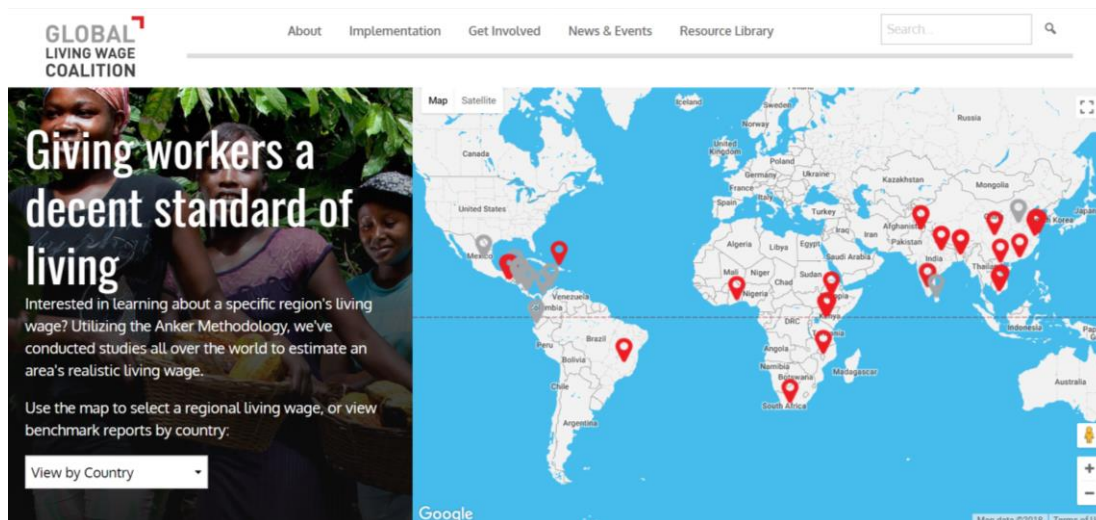 GLOBAL
LIVING WAGE
COALITION
About Implementation Get Involved News & Events Resource Library
Search...
Giving workers a
decent standard of
living
Interested in learning about a specific region's living
wage? Utilizing the Anker Methodology, we've
conducted studies all over the world to estimate an
area's realistic living wage.
Use the map to select a regional living wage, or view
benchmark reports by country:
View by Country
Map Satellite
Iceland
Sweden
Russia
Norway
Canada
United
Kingdom
Poland
Germany
Ukraine
France
Kazakhstan
Mongolia
Italy
Spain
United States
Turkey
Korea
Japan
Iraq
Iran
Afghanistan
Pakistan
Algeria
Libya
Egypt
Saudi Arabia
Mexico
India
Mali
Niger
Chad
Sudan
Thailand
Nigeria
Venezuela
Colombia
Kenya
DRC
Indonesia
Brazil
Peru
Angola
Bolivia
Namibia
Botswana
Madagascar
Chile
Australia
South Africa
Argentina
Google
Map data ©2018